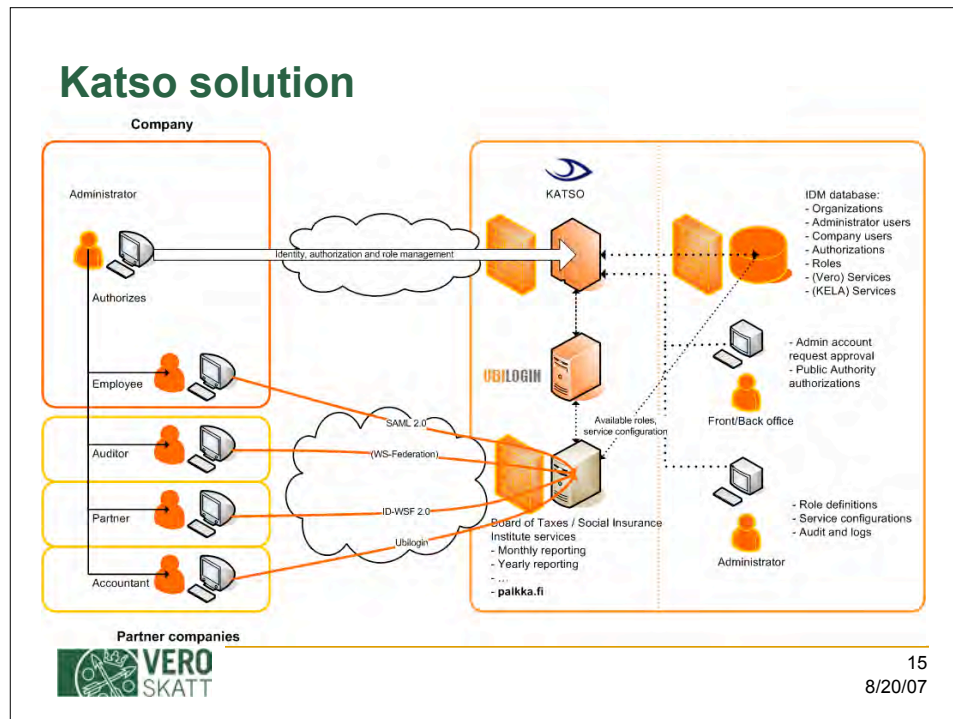 Katso solution
Company
Administrator
Authorizes
Employee
Auditor
Partner
Accountant
Partner companies
Identity, authorization and role management
SAML 2.0
(WS-Federation)
ID-WSF 2.0
Ubilogin
KATSO
UBILOGIN
Available roles,
service configuration
Board of Taxes / Social Insurance
Institute services
- Monthly reporting
- Yearly reporting
- ...
- palkka.fi
IDM database:
- Organizations
- Administrator users
- Company users
- Authorizations
- Roles
- (Vero) Services
- (KELA) Services
- Admin account
request approval
- Public Authority
authorizations
Front/Back office
- Role definitions
- Service configurations
- Audit and logs
Administrator
VERO
SKATT
15
8/20/07